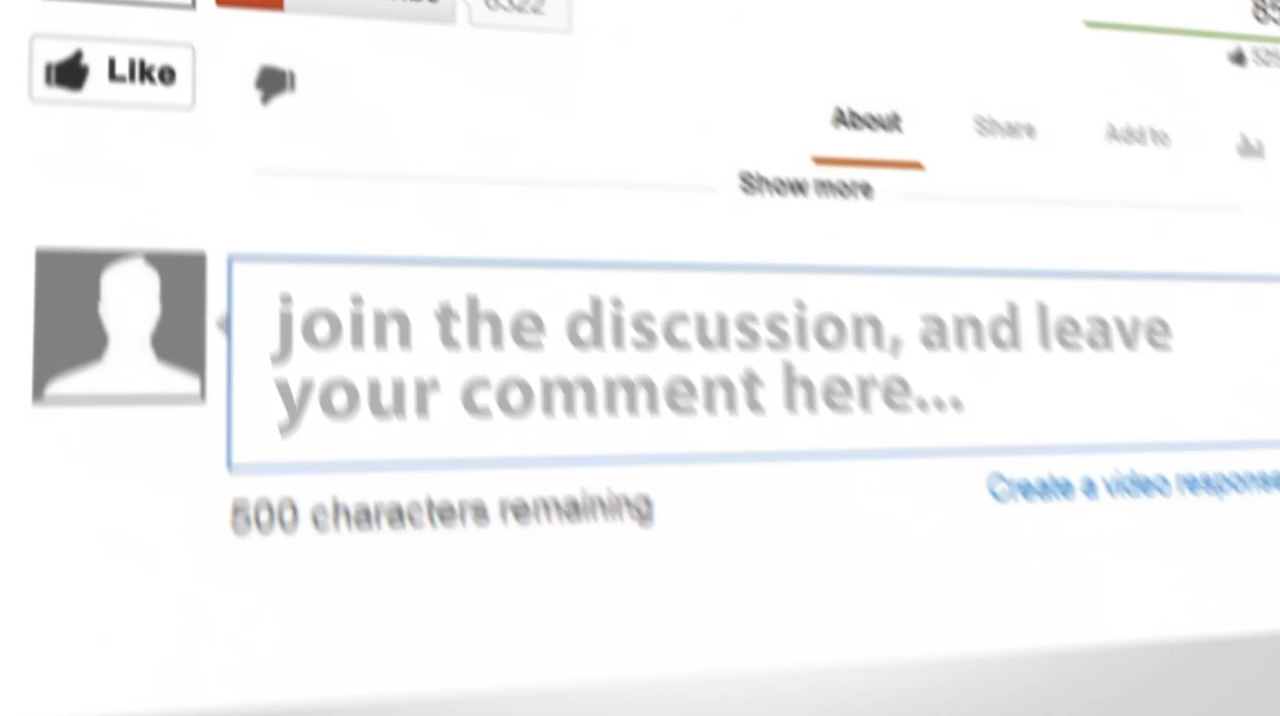 6322
Like
About
Share
Add to
Show more
join the discussion, and leave
your comment here...
500 characters remaining
Create a video response